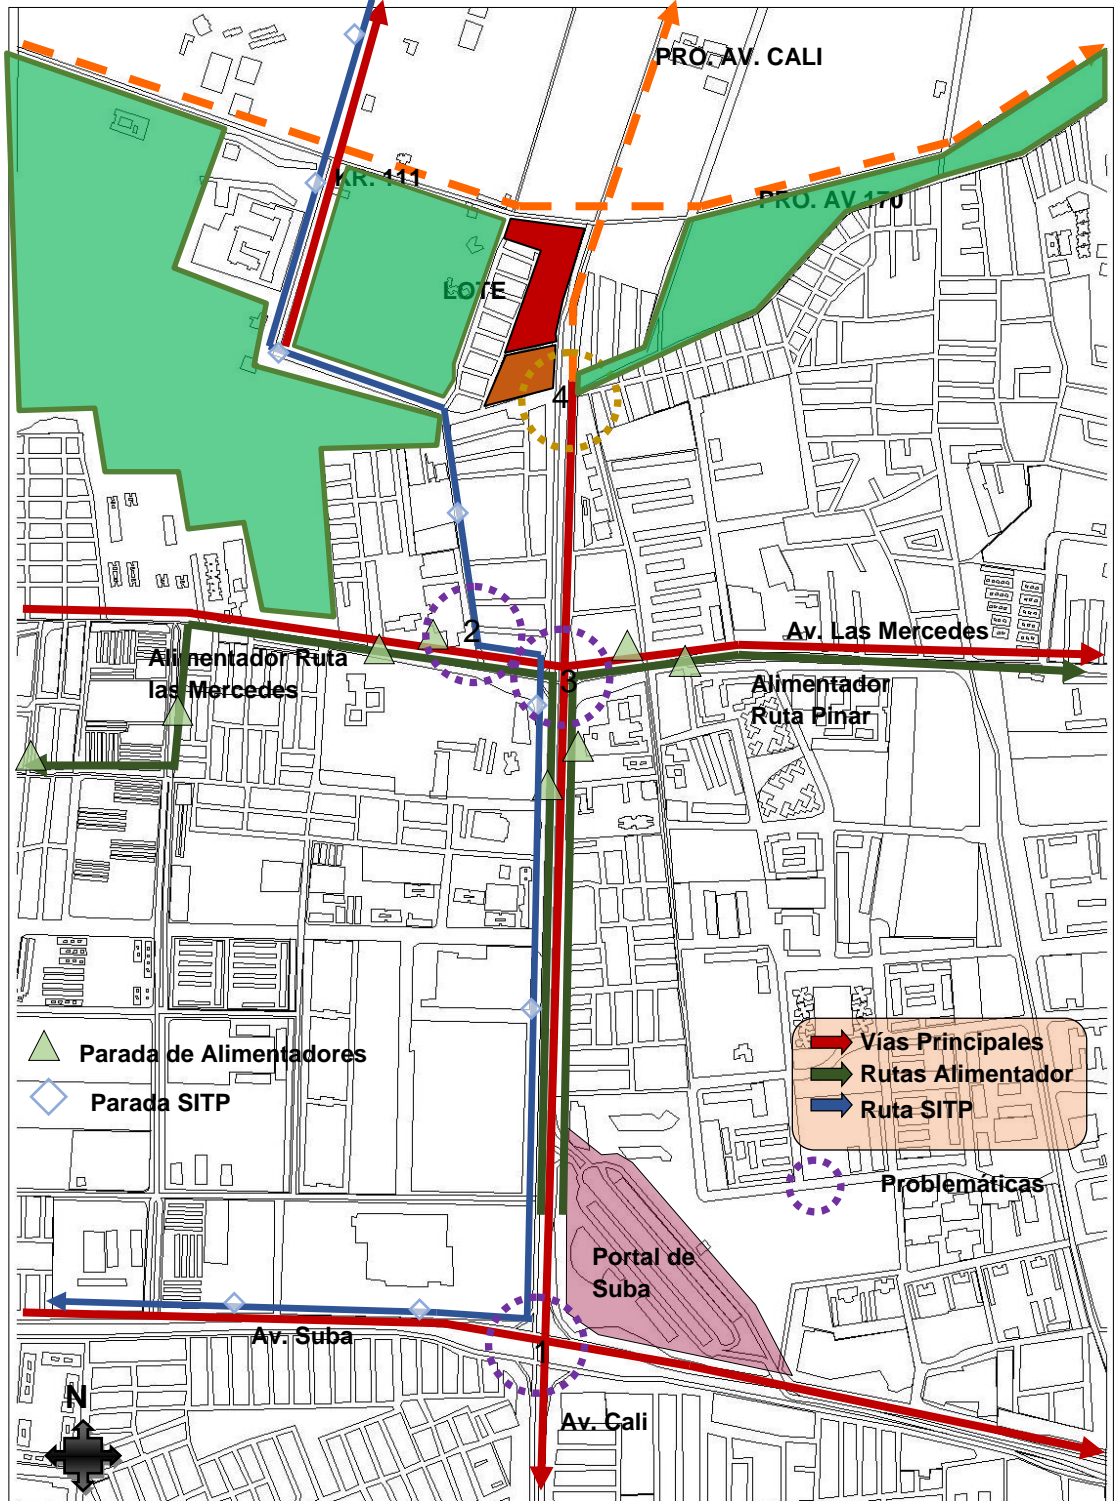 PRO. AV. CALI
KR. 111
PRO. AV 170
LOTE
4
2
Av. Las Mercedes
Alimentador Ruta
las Mercedes
3
Alimentador
Ruta Pinar
Parada de Alimentadores
Parada SITP
Vías Principales
Rutas Alimentador
Ruta SITP
Problemáticas
Portal de
Suba
Av. Suba
1
N
Av. Cali